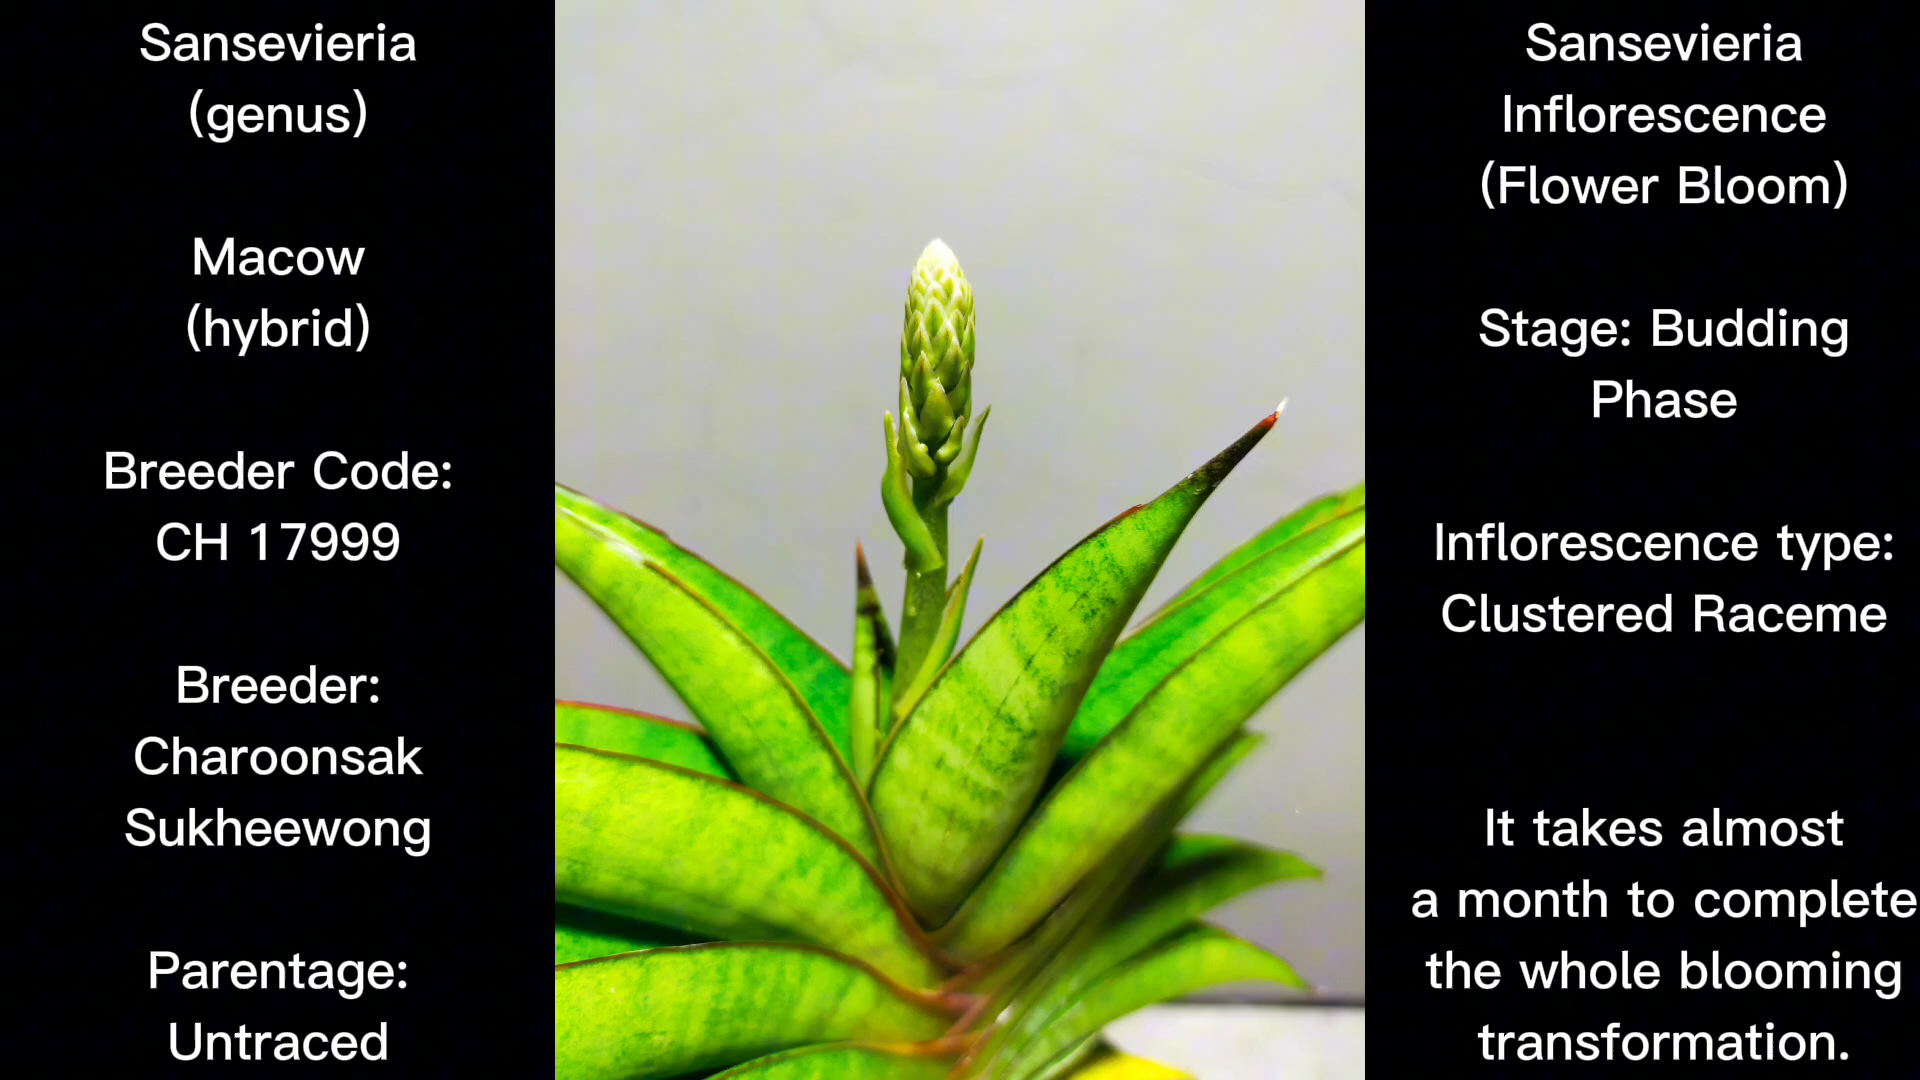 Sansevieria
(genus)
Macow
(hybrid)
Breeder Code:
CH 17999
Breeder:
Charoonsak
Sukheewong
Parentage:
Untraced
Sansevieria
Inflorescence
(Flower Bloom)
Stage: Budding
Phase
Inflorescence type:
Clustered Raceme
It takes almost
a month to complete
the whole blooming
transformation.